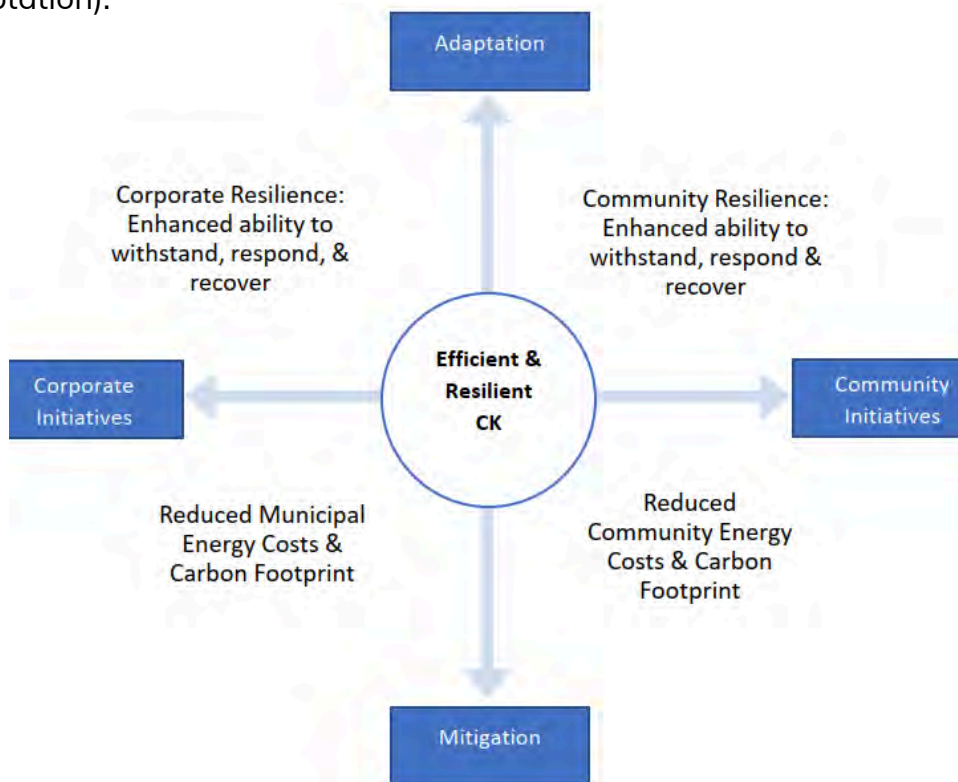 Adaptation
Corporate Resilience:
Enhanced ability to
withstand, respond, &
recover
Community Resilience:
Enhanced ability to
withstand, respond &
recover
Efficient &
Resilient
CK
Corporate
Initiatives
Community
Initiatives
Reduced Municipal
Energy Costs &
Carbon Footprint
Reduced
Community Energy
Costs & Carbon
Footprint
Mitigation